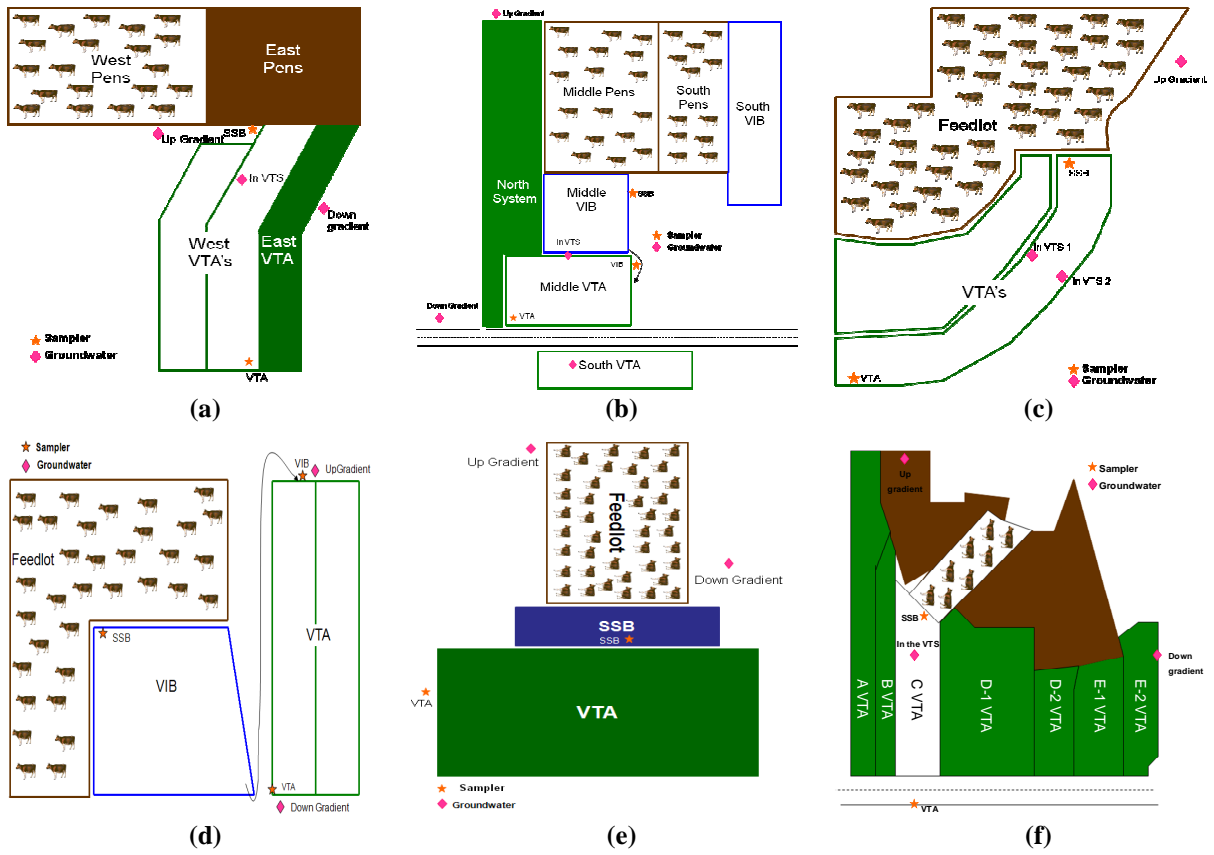 West
Pens
East
Pens
Up Gradient
SSB
In VTS
Down
gradient
West
VTA's
East
VTA
Sampler
Groundwater
VTA
(a)
Up Gradient
Middle Pens
South
Pens
South
VIB
North
System
Middle
VIB
SSB
Sampler
Groundwater
In VTS
VIB
Middle VTA
Down Gradient
VTA
South VTA
(b)
Up Gradient
Feedlot
SSB
In VTS 1
In VTS 2
VTA's
VTA
Sampler
Groundwater
(c)
Sampler
Groundwater
VIB
UpGradient
Feedlot
SSB
VIB
VTA
VTA
Down Gradient
(d)
Up Gradient
Feedlot
Down Gradient
SSB
SSB
VTA
VTA
Sampler
Groundwater
(e)
Up
gradient
Sampler
Groundwater
SSB
In the VTS
Down
gradient
A VTA
B VTA
C VTA
D-1 VTA
D-2 VTA
E-1 VTA
E-2 VTA
VTA
(f)